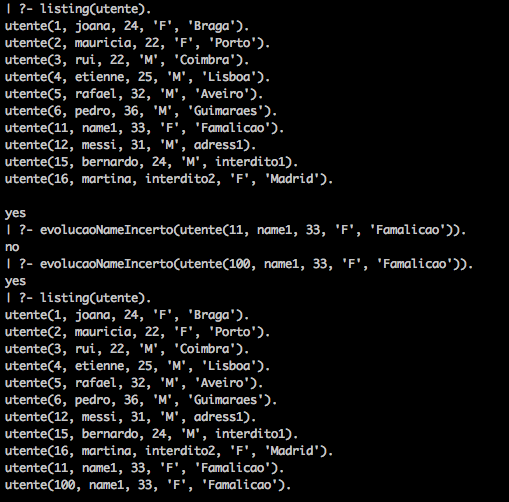 | ?- listing(utente).
utente(1, joana, 24, 'F', 'Braga').
utente(2, mauricia, 22, 'F', 'Porto').
utente(3, rui, 22, 'M', 'Coimbra').
utente(4, etienne, 25, 'M', 'Lisboa').
utente(5, rafael, 32, 'M', 'Aveiro').
utente(6, pedro, 36, 'M', 'Guimaraes').
utente(11, name1, 33, 'F', 'Famalicao').
utente(12, messi, 31, 'M', adress1).
utente(15, bernardo, 24, 'M', interdito1).
utente(16, martina, interdito2, 'F', 'Madrid').

yes
| ?- evolucaoNameIncerto(utente(11, name1, 33, 'F', 'Famalicao')).
no
| ?- evolucaoNameIncerto(utente(100, name1, 33, 'F', 'Famalicao')).
yes
| ?- listing(utente).
utente(1, joana, 24, 'F', 'Braga').
utente(2, mauricia, 22, 'F', 'Porto').
utente(3, rui, 22, 'M', 'Coimbra').
utente(4, etienne, 25, 'M', 'Lisboa').
utente(5, rafael, 32, 'M', 'Aveiro').
utente(6, pedro, 36, 'M', 'Guimaraes').
utente(12, messi, 31, 'M', adress1).
utente(15, bernardo, 24, 'M', interdito1).
utente(16, martina, interdito2, 'F', 'Madrid').
utente(11, name1, 33, 'F', 'Famalicao').
utente(100, name1, 33, 'F', 'Famalicao').